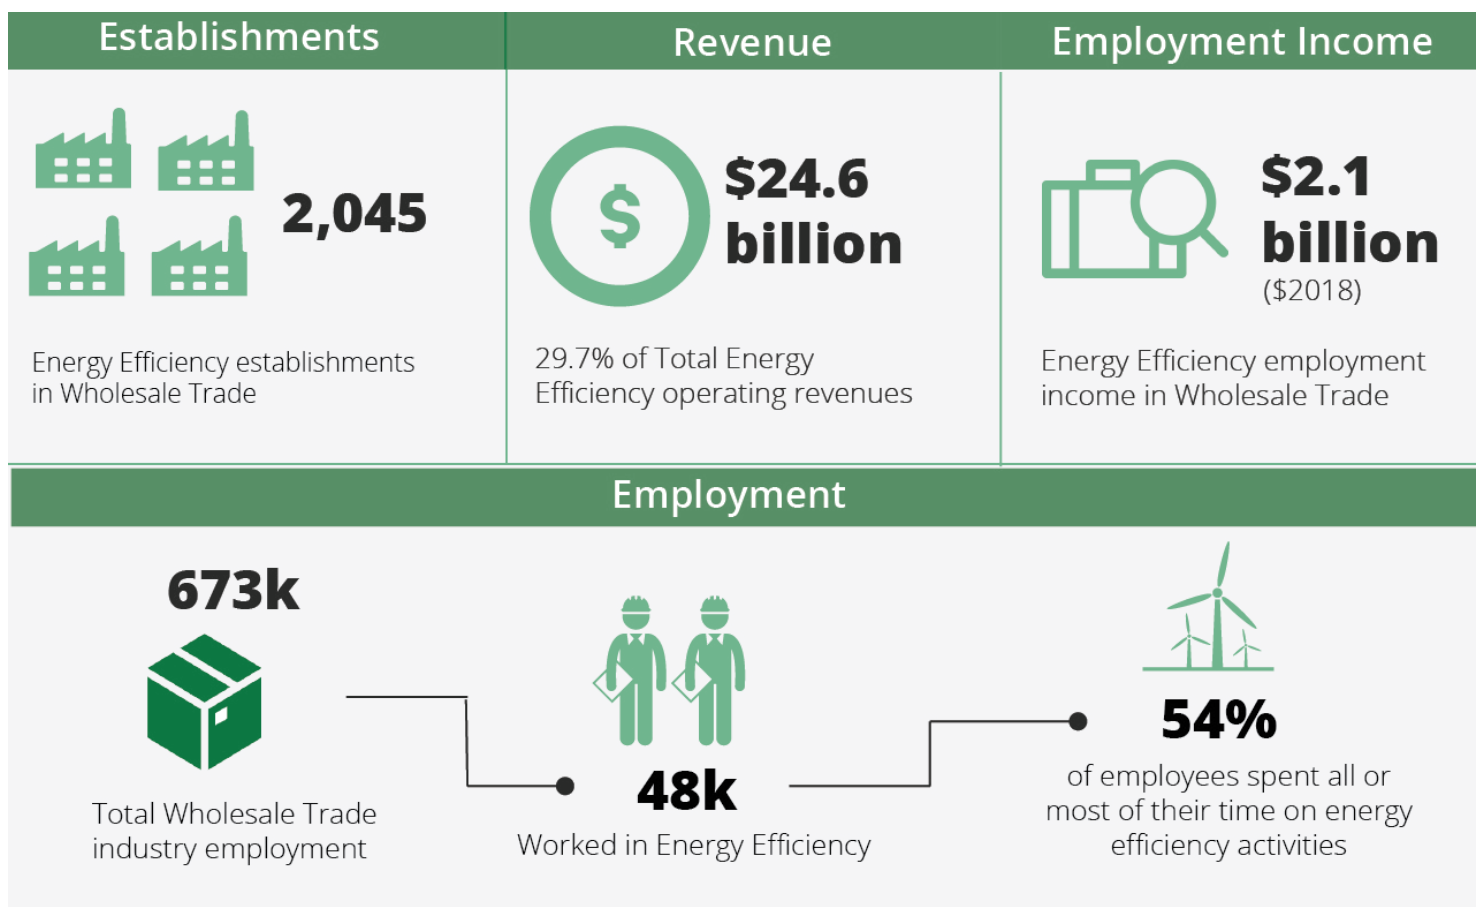 Establishments
Revenue
Employment Income
2,045
Energy Efficiency establishments
in Wholesale Trade
$
$24.6
billion
29.7% of Total Energy
Efficiency operating revenues
$2.1
billion
($2018)
Energy Efficiency employment
income in Wholesale Trade
Employment
673k
Total Wholesale Trade
industry employment
48k
Worked in Energy Efficiency
54%
of employees spent all or
most of their time on energy
efficiency activities